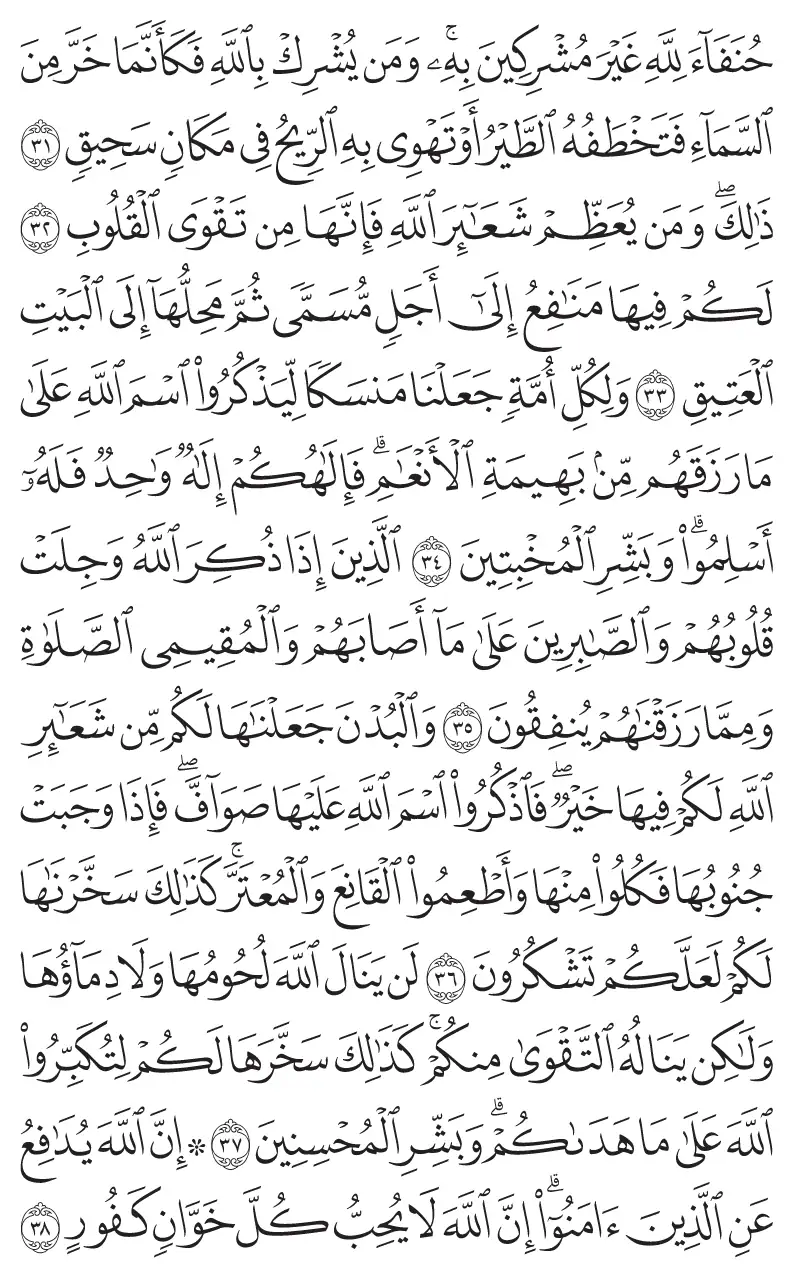 حُنَفَآءَ لِلَّهِ غَيْرَ مُشْرِكِينَ بِهِۦۚ وَمَن يُشْرِكْ بِٱللَّهِ فَكَأَنَّمَا خَرَّ مِنَ
ٱلسَّمَآءِ فَتَخْطَفُهُ ٱلطَّيْرُ أَوْ تَهْوِى بِهِ ٱلرِّيحُ فِى مَكَانٍ سَحِيقٍ ٣١
ذَٰلِكَۖ وَمَن يُعَظِّمْ شَعَٰٓئِرَ ٱللَّهِ فَإِنَّهَا مِن تَقْوَى ٱلْقُلُوبِ ٣٢
لَكُمْ فِيهَا مَنَٰفِعُ إِلَىٰٓ أَجَلٍ مُّسَمًّى ثُمَّ مَحِلُّهَآ إِلَى ٱلْبَيْتِ
ٱلْعَتِيقِ ٣٣ وَلِكُلِّ أُمَّةٍ جَعَلْنَا مَنسَكًا لِّيَذْكُرُوا۟ ٱسْمَ ٱللَّهِ عَلَىٰ
مَا رَزَقَهُم مِّنۢ بَهِيمَةِ ٱلْأَنْعَٰمِۗ فَإِلَٰهُكُمْ إِلَٰهٌ وَٰحِدٌ فَلَهُۥٓ
أَسْلِمُوا۟ۗ وَبَشِّرِ ٱلْمُخْبِتِينَ ٣٤ ٱلَّذِينَ إِذَا ذُكِرَ ٱللَّهُ وَجِلَتْ
قُلُوبُهُمْ وَٱلصَّٰبِرِينَ عَلَىٰ مَآ أَصَابَهُمْ وَٱلْمُقِيمِى ٱلصَّلَوٰةِ
وَمِمَّا رَزَقْنَٰهُمْ يُنفِقُونَ ٣٥ وَٱلْبُدْنَ جَعَلْنَٰهَا لَكُم مِّن شَعَٰٓئِرِ
ٱللَّهِ لَكُمْ فِيهَا خَيْرٌۖ فَٱذْكُرُوا۟ ٱسْمَ ٱللَّهِ عَلَيْهَا صَوَآفَّۖ فَإِذَا وَجَبَتْ
جُنُوبُهَا فَكُلُوا۟ مِنْهَا وَأَطْعِمُوا۟ ٱلْقَانِعَ وَٱلْمُعْتَرَّۚ كَذَٰلِكَ سَخَّرْنَٰهَا
لَكُمْ لَعَلَّكُمْ تَشْكُرُونَ ٣٦ لَن يَنَالَ ٱللَّهَ لُحُومُهَا وَلَا دِمَآؤُهَا
وَلَٰكِن يَنَالُهُ ٱلتَّقْوَىٰ مِنكُمْۚ كَذَٰلِكَ سَخَّرَهَا لَكُمْ لِتُكَبِّرُوا۟
ٱللَّهَ عَلَىٰ مَا هَدَىٰكُمْۗ وَبَشِّرِ ٱلْمُحْسِنِينَ ٣٧ * إِنَّ ٱللَّهَ يُدَٰفِعُ
عَنِ ٱلَّذِينَ ءَامَنُوٓا۟ۗ إِنَّ ٱللَّهَ لَا يُحِبُّ كُلَّ خَوَّانٍ كَفُورٍ ٣٨